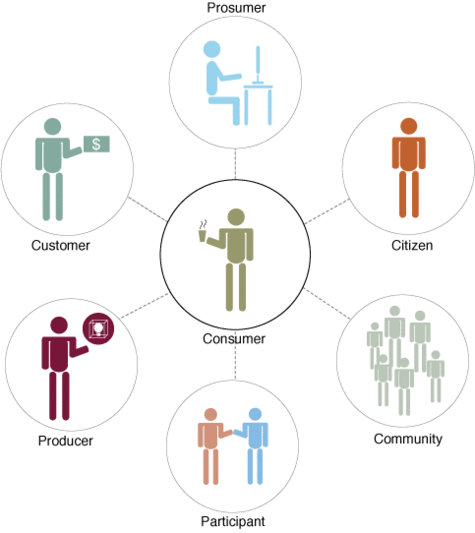 Prosumer
$
Customer
Citizen
Consumer
Producer
Community
Participant